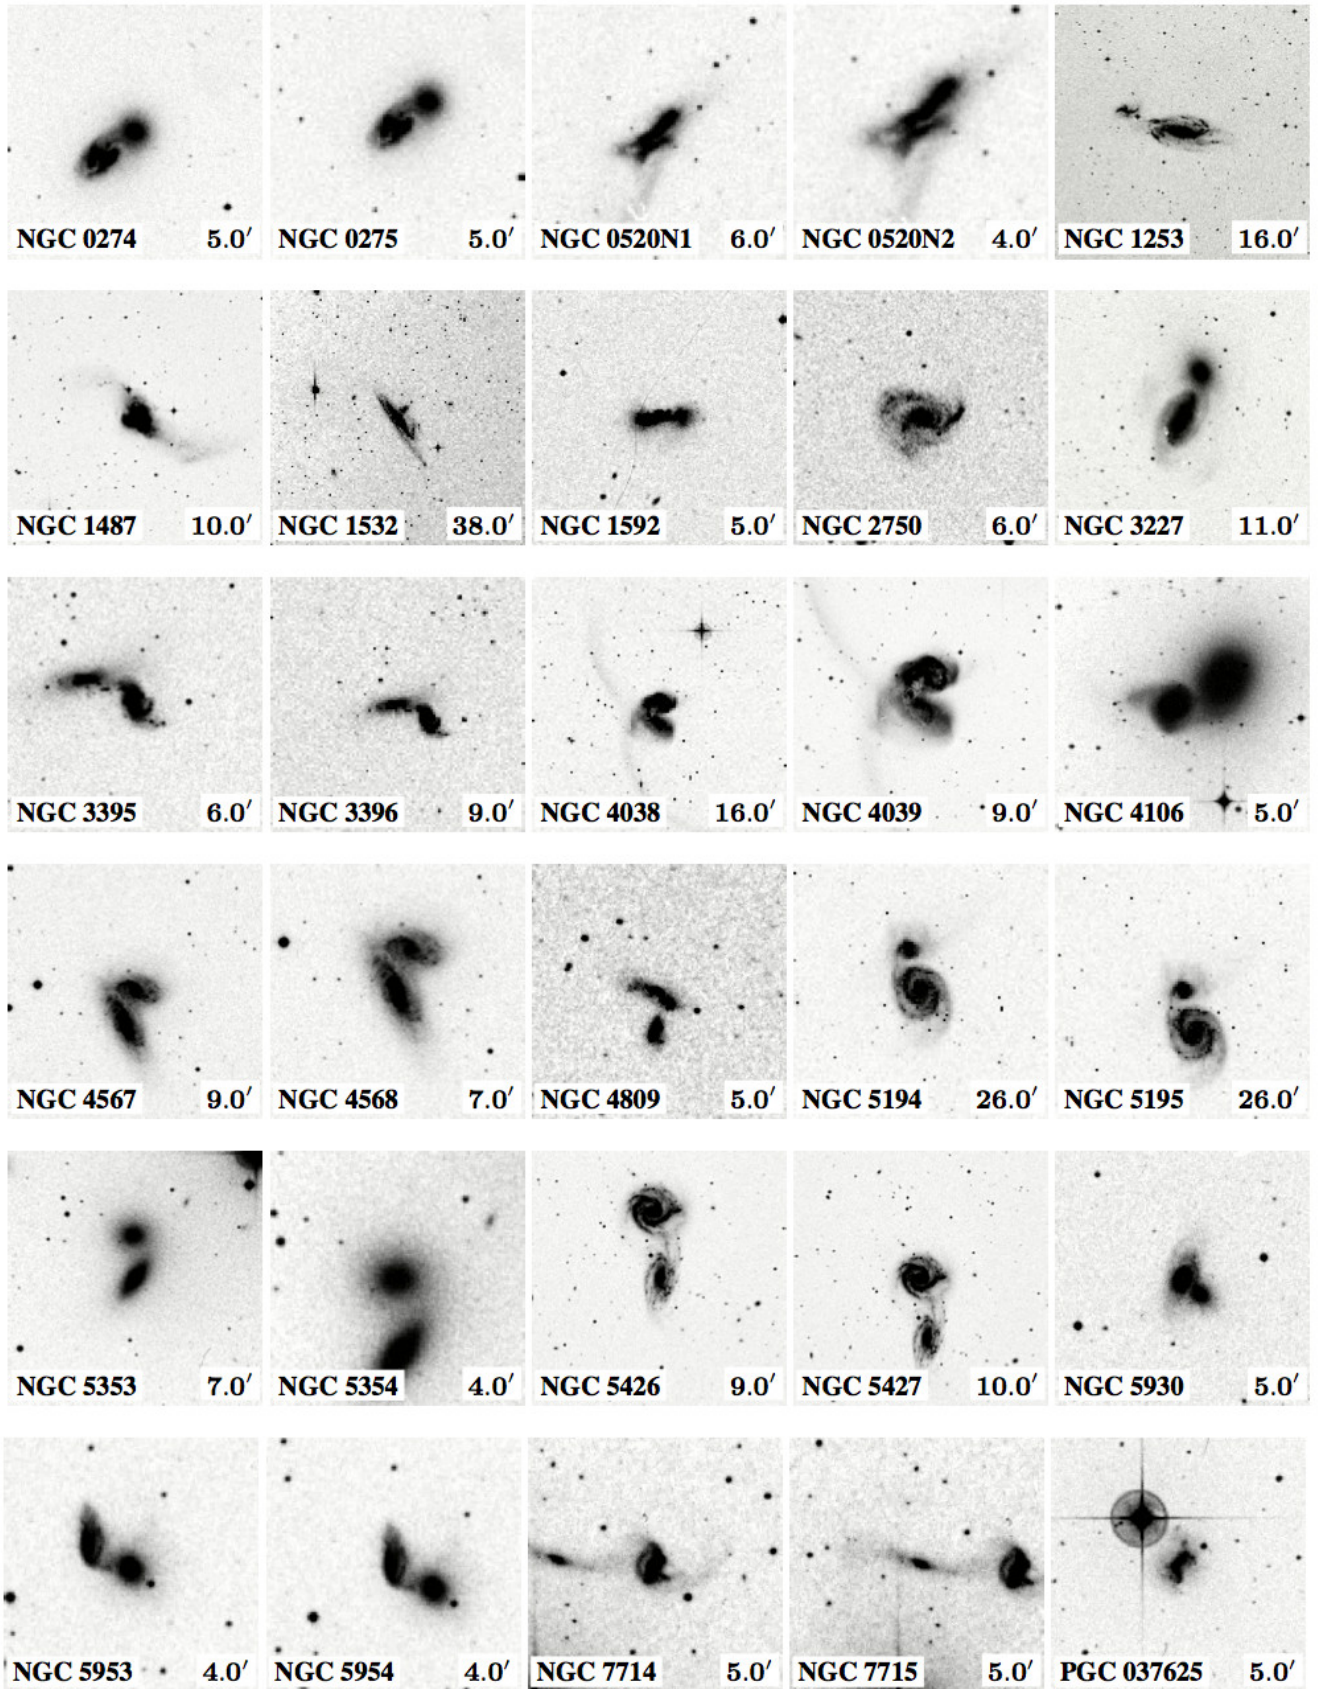 NGC 0274 5.0′
NGC 0275 5.0′
NGC 0520N1 6.0′
NGC 0520N2 4.0′
NGC 1253 16.0′
NGC 1487 10.0′
NGC 1532 38.0′
NGC 1592 5.0′
NGC 2750 6.0′
NGC 3227 11.0′
NGC 3395 6.0′
NGC 3396 9.0′
NGC 4038 16.0′
NGC 4039 9.0′
NGC 4106 5.0′
NGC 4567 9.0′
NGC 4568 7.0′
NGC 4809 5.0′
NGC 5194 26.0′
NGC 5195 26.0′
NGC 5353 7.0′
NGC 5354 4.0′
NGC 5426 9.0′
NGC 5427 10.0′
NGC 5930 5.0′
NGC 5953 4.0′
NGC 5954 4.0′
NGC 7714 5.0′
NGC 7715 5.0′
PGC 037625 5.0′